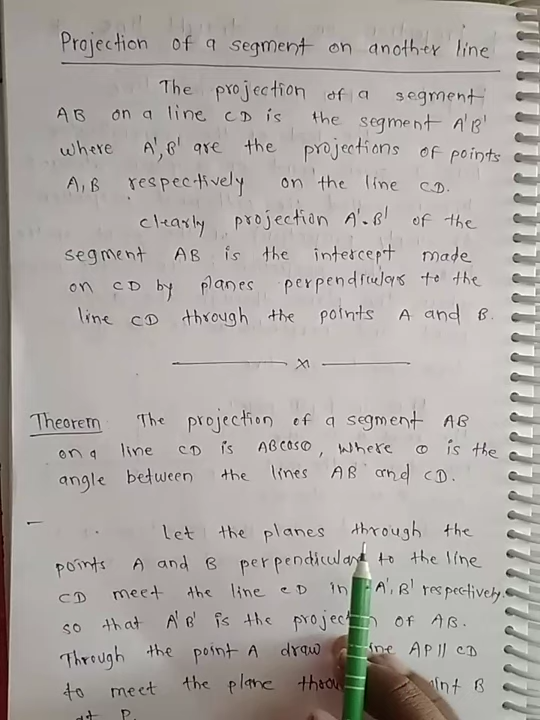 Projection of a segment on another line
The projection of a segment
AB on a line CD is the segment A'B'
where A', B' are the projections of points
A, B respectively on the line CD.
clearly projection A'B' of the
segment AB is the intercept made
on CD by planes perpendiculars to the
line CD through the points A and B.
x
Theorem The projection of a segment AB
on a line CD is ABcosΘ, where Θ is the
angle between the lines AB and CD.
Let the planes through the
points A and B perpendicular to the line
CD meet the line CD in A', B' respectively.
so that A'B' is the of AB.
Through the point A draw AP || CD
to meet the plane B
at P.